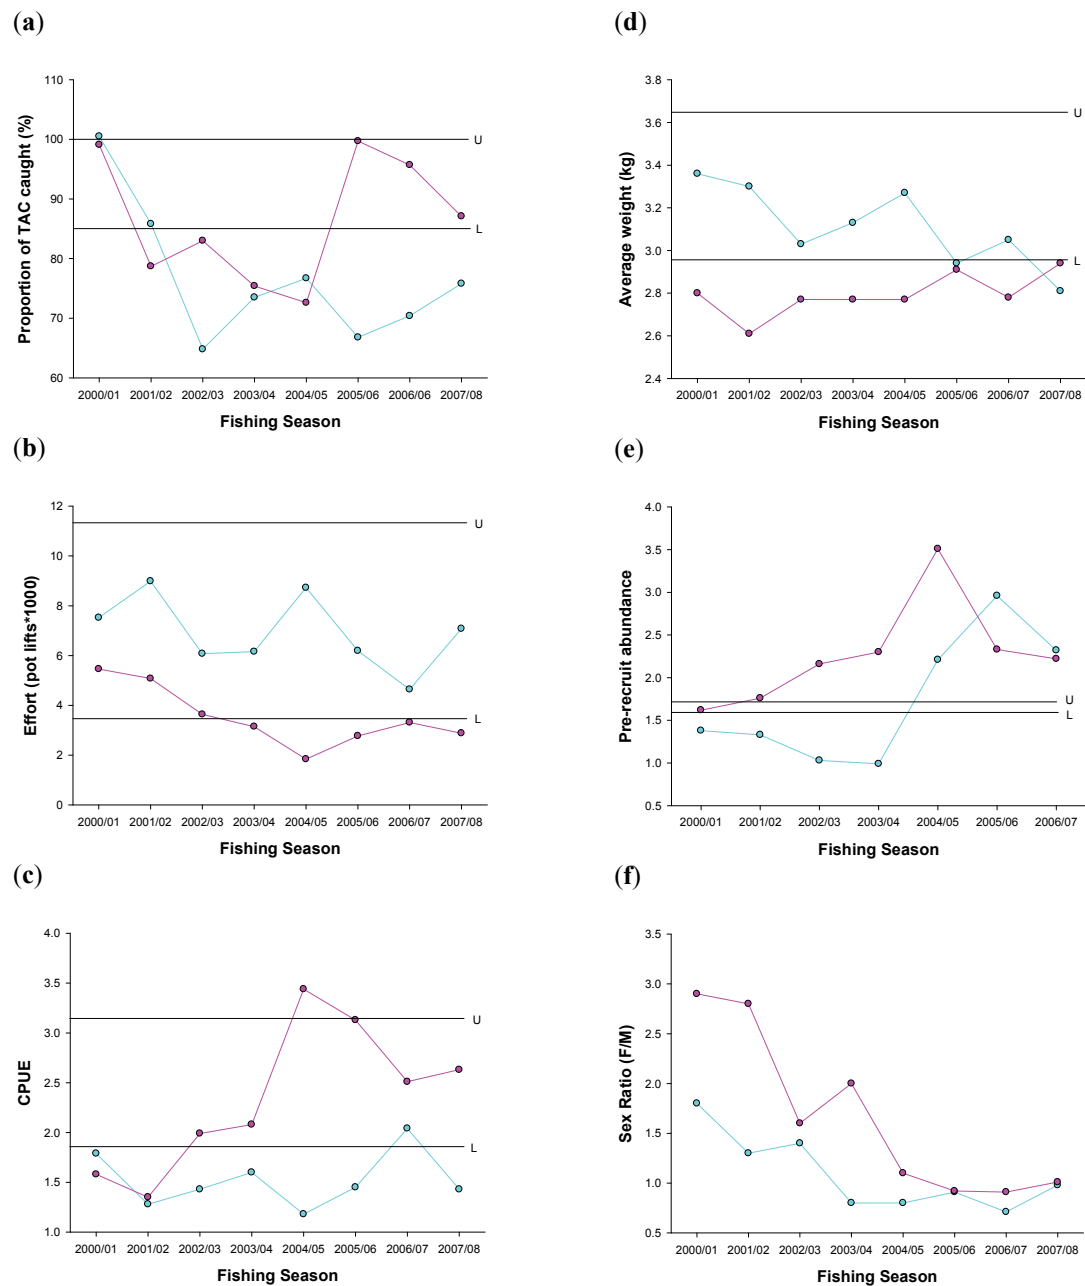 (a)
110
100
90
80
70
60
Proportion of TAC caught (%)
U
L
2000/01 2001/02 2002/03 2003/04 2004/05 2005/06 2006/06 2007/08
Fishing Season
(b)
12
10
8
6
4
2
0
Effort (pot lifts*1000)
U
L
2000/01 2001/02 2002/03 2003/04 2004/05 2005/06 2006/07 2007/08
Fishing Season
(c)
4.0
3.5
3.0
2.5
2.0
1.5
1.0
CPUE
U
L
2000/01 2001/02 2002/03 2003/04 2004/05 2005/06 2006/07 2007/08
Fishing Season
(d)
3.8
3.6
3.4
3.2
3.0
2.8
2.6
2.4
Average weight (kg)
U
L
2000/01 2001/02 2002/03 2003/04 2004/05 2005/06 2006/07 2007/08
Fishing Season
(e)
4.0
3.5
3.0
2.5
2.0
1.5
1.0
0.5
Pre-recruit abundance
U
L
2000/01 2001/02 2002/03 2003/04 2004/05 2005/06 2006/07
Fishing Season
(f)
3.5
3.0
2.5
2.0
1.5
1.0
0.5
Sex Ratio (F/M)
2000/01 2001/02 2002/03 2003/04 2004/05 2005/06 2006/07 2007/08
Fishing Season